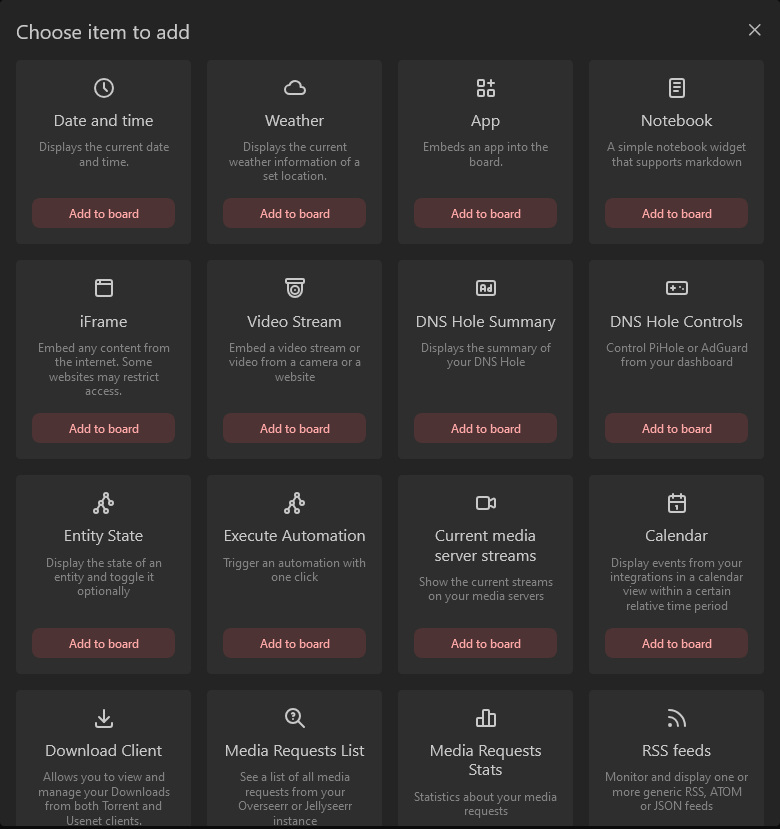 Choose item to add
Date and time
Displays the current date
and time.
Add to board
Weather
Displays the current
weather information of a
set location.
Add to board
App
Embeds an app into the
board.
Add to board
Notebook
A simple notebook widget
that supports markdown
Add to board
iFrame
Embed any content from
the internet. Some
websites may restrict
access.
Add to board
Video Stream
Embed a video stream or
video from a camera or a
website
Add to board
Ad
DNS Hole Summary
Displays the summary of
your DNS Hole
Add to board
DNS Hole Controls
Control PiHole or AdGuard
from your dashboard
Add to board
Entity State
Display the state of an
entity and toggle it
optionally
Add to board
Execute Automation
Trigger an automation with
one click
Add to board
Current media
server streams
Show the current streams
on your media servers
Add to board
Calendar
Display events from your
integrations in a calendar
view within a certain
relative time period
Add to board
Download Client
Allows you to view and
manage your Downloads
from both Torrent and
Usenet clients.
Media Requests List
See a list of all media
requests from your
Overseerr or Jellyseerr
instance
Media Requests
Stats
Statistics about your media
requests
RSS feeds
Monitor and display one or
more generic RSS, ATOM
or JSON feeds